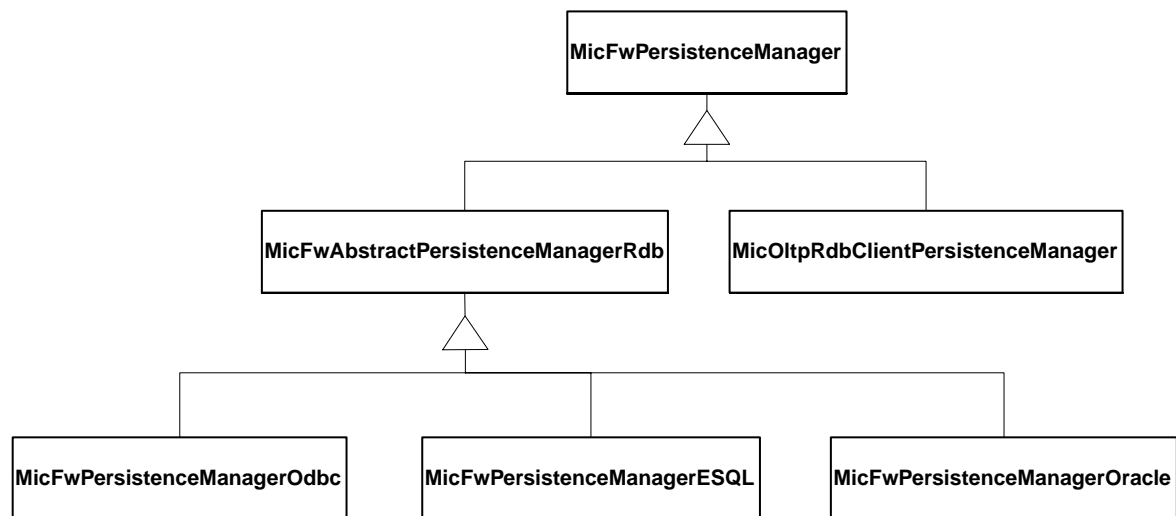 MicFwPersistenceManager
MicFwAbstractPersistenceManagerRdb
MicOltpRdbClientPersistenceManager
MicFwPersistenceManagerOdbc
MicFwPersistenceManagerESQL
MicFwPersistenceManagerOracle